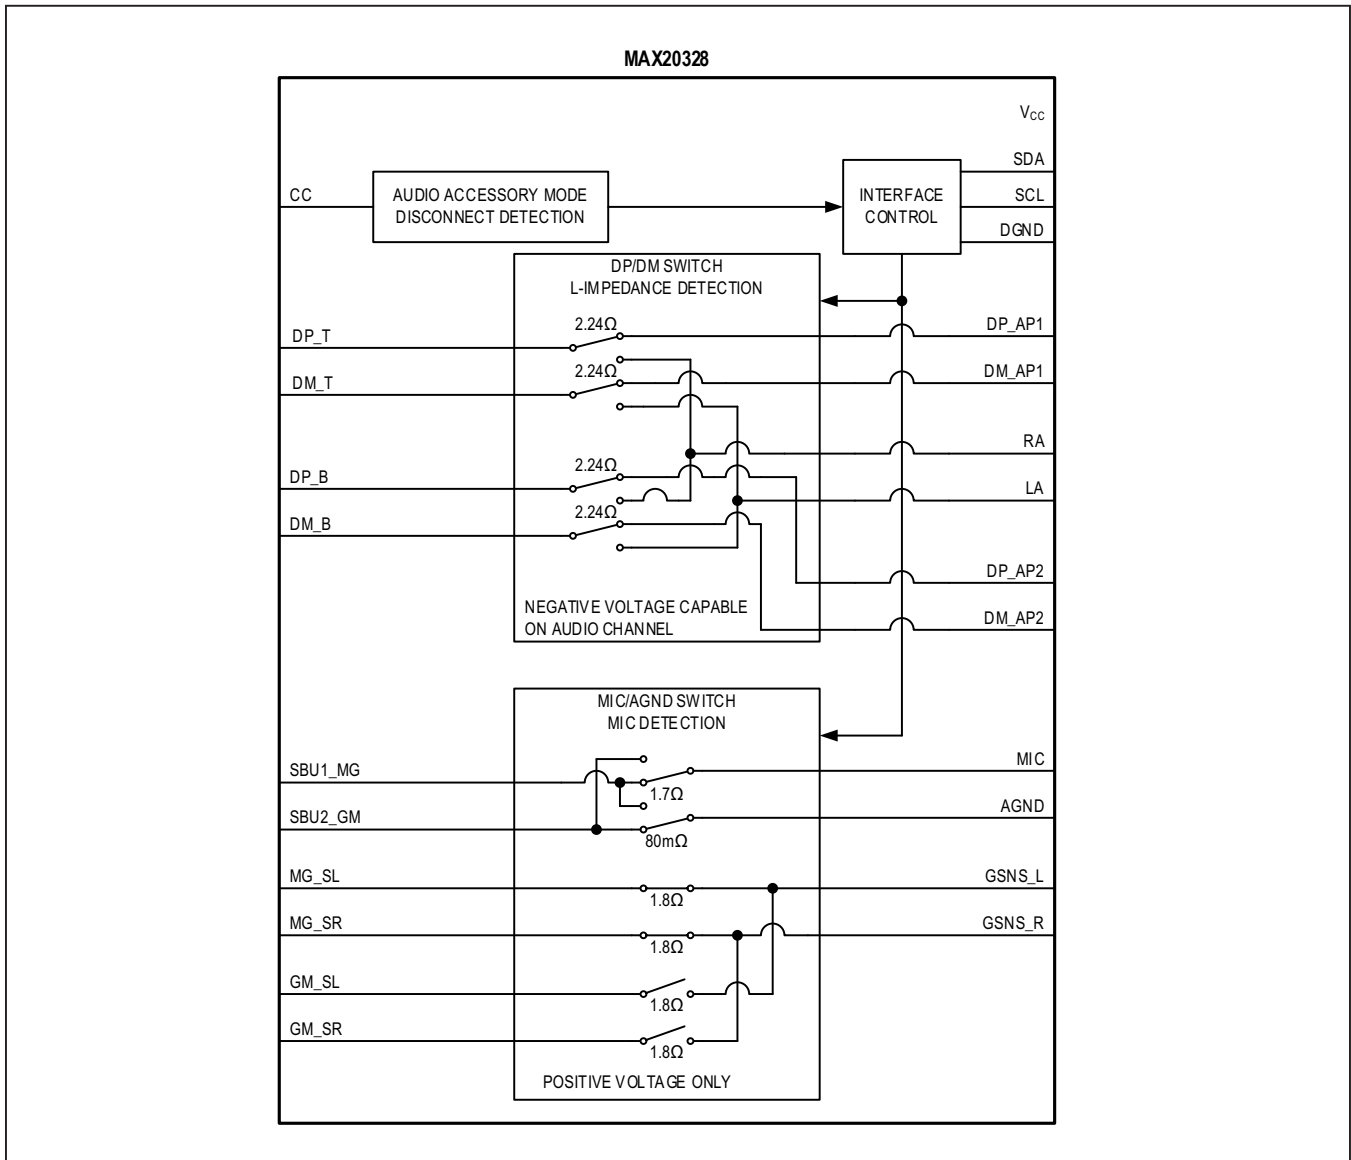 MAX20328
VCC
SDA
CC
AUDIO ACCESSORY MODE
DISCONNECT DETECTION
INTERFACE
CONTROL
SCL
DGND
DP/DM SWITCH
L-IMPEDANCE DETECTION
DP_T
2.24Ω
DP_AP1
DM_T
2.24Ω
DM_AP1
RA
DP_B
2.24Ω
LA
DM_B
2.24Ω
DP_AP2
NEGATIVE VOLTAGE CAPABLE
ON AUDIO CHANNEL
DM_AP2
MIC/AGND SWITCH
MIC DETECTION
SBU1_MG
1.7Ω
MIC
SBU2_GM
80mΩ
AGND
MG_SL
1.8Ω
GSNS_L
MG_SR
1.8Ω
GSNS_R
GM_SL
1.8Ω
GM_SR
1.8Ω
POSITIVE VOLTAGE ONLY